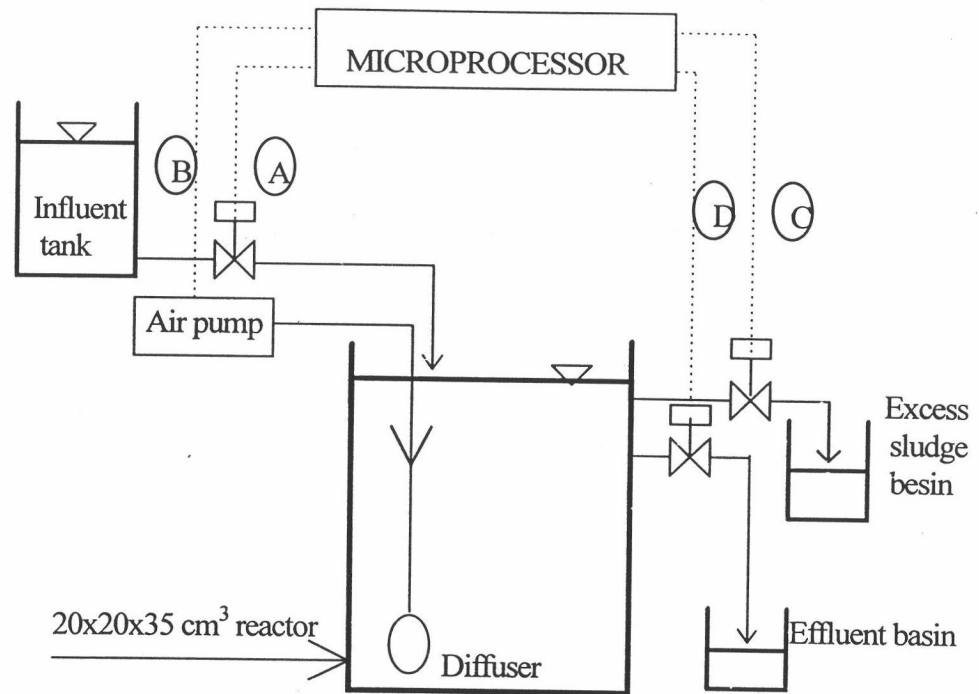 MICROPROCESSOR
B
A
D
C
Influent
tank
Air pump
Excess
sludge
besin
20x20x35 cm³ reactor
Diffuser
Effluent basin